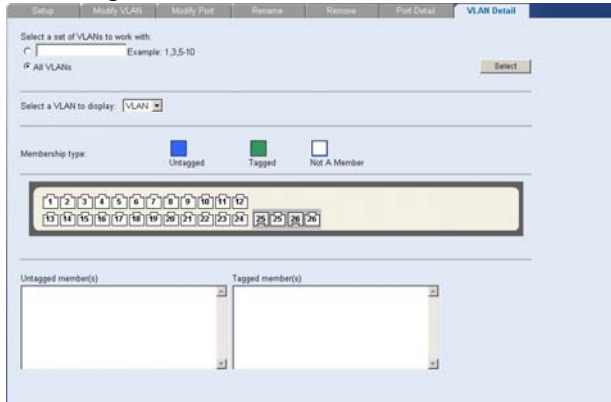 Setup Modify VLAN Modify Port Rename Remove Port Detail VLAN Detail
Select a set of VLANs to work with:
Example: 1,3,5-10
All VLANs
Select
Select a VLAN to display: VLAN
Membership type:
Untagged Tagged Not A Member
1 2 3 4 5 6 7 8 9 10 11 12
13 14 15 16 17 18 19 20 21 22 23 24 25 25 26 26
Untagged member(s) Tagged member(s)